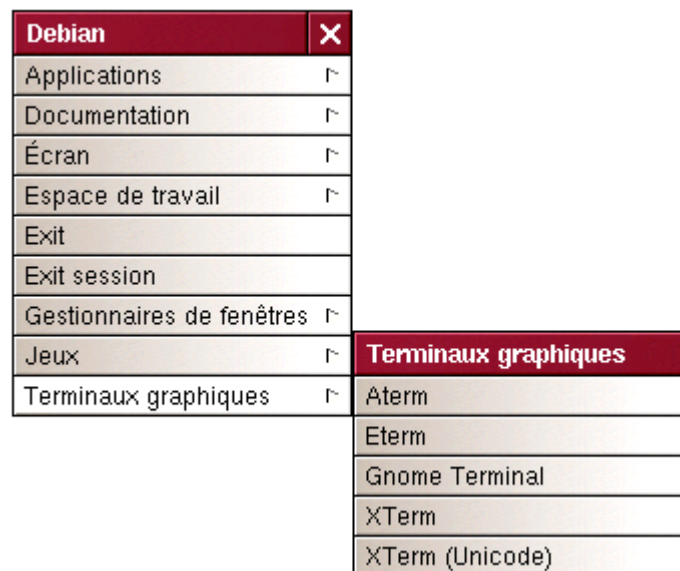 Debian
Applications
Documentation
Écran
Espace de travail
Exit
Exit session
Gestionnaires de fenêtres
Jeux
Terminaux graphiques
Terminaux graphiques
Aterm
Eterm
Gnome Terminal
XTerm
XTerm (Unicode)